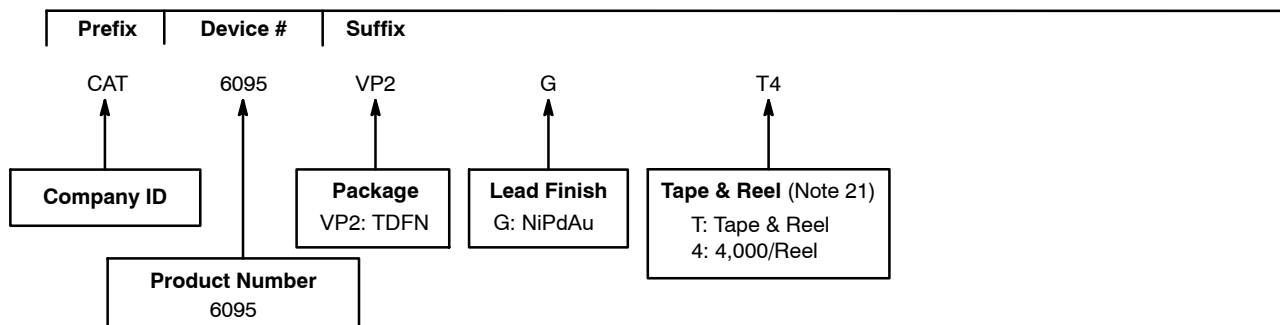 Prefix Device # Suffix
CAT 6095 VP2 G T4
Company ID
Package
VP2: TDFN
Lead Finish
G: NiPdAu
Tape & Reel (Note 21)
T: Tape & Reel
4: 4,000/Reel
Product Number
6095